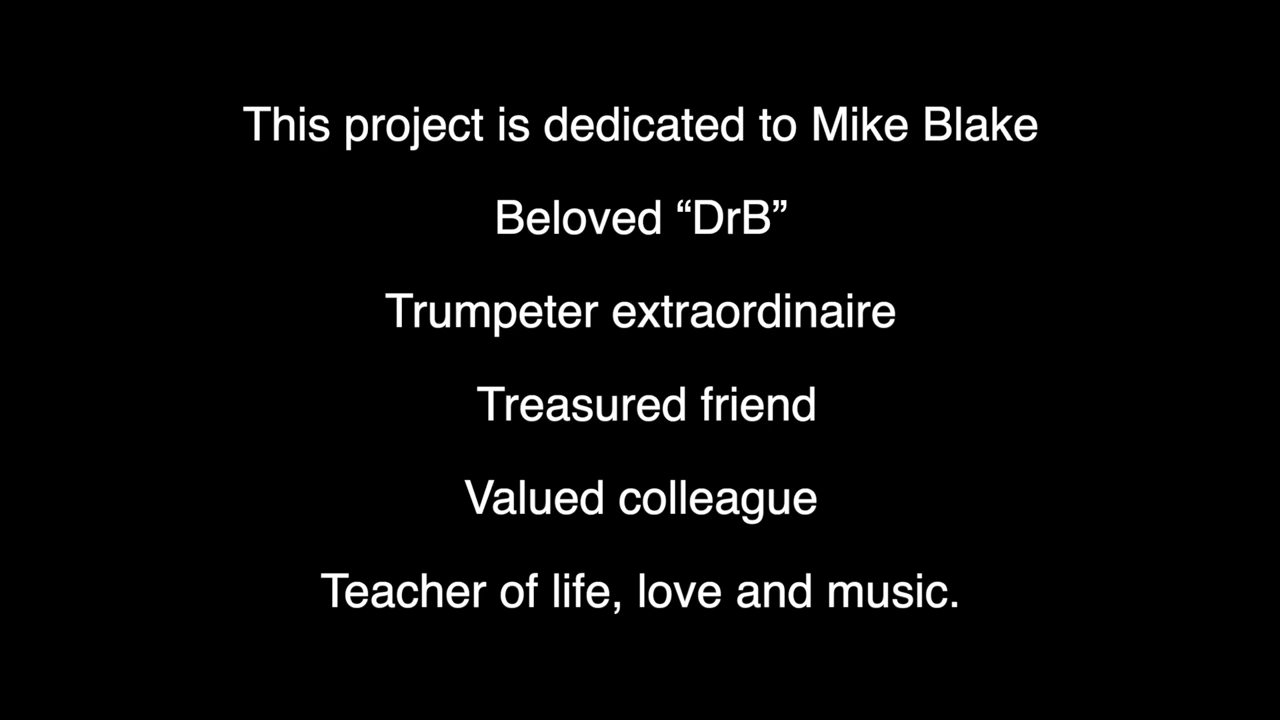 This project is dedicated to Mike Blake
Beloved “DrB”
Trumpeter extraordinaire
Treasured friend
Valued colleague
Teacher of life, love and music.